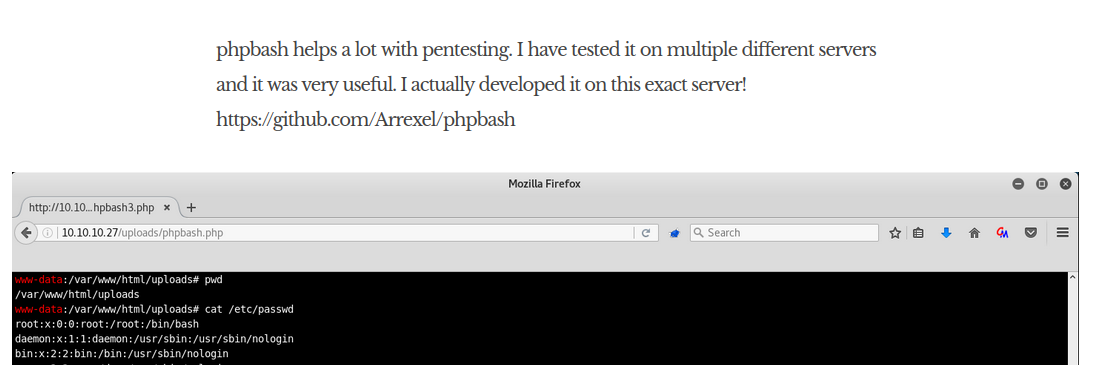 phpbash helps a lot with pentesting. I have tested it on multiple different servers
and it was very useful. I actually developed it on this exact server!
https://github.com/Arrexel/phpbash
Mozilla Firefox
http://10.10...hpbash3.php × +
10.10.10.27/uploads/phpbash.php
Search
www-data:/var/www/html/uploads# pwd
/var/www/html/uploads
www-data:/var/www/html/uploads# cat /etc/passwd
root:x:0:0:root:/root:/bin/bash
daemon:x:1:1:daemon:/usr/sbin:/usr/sbin/nologin
bin:x:2:2:bin:/bin:/usr/sbin/nologin